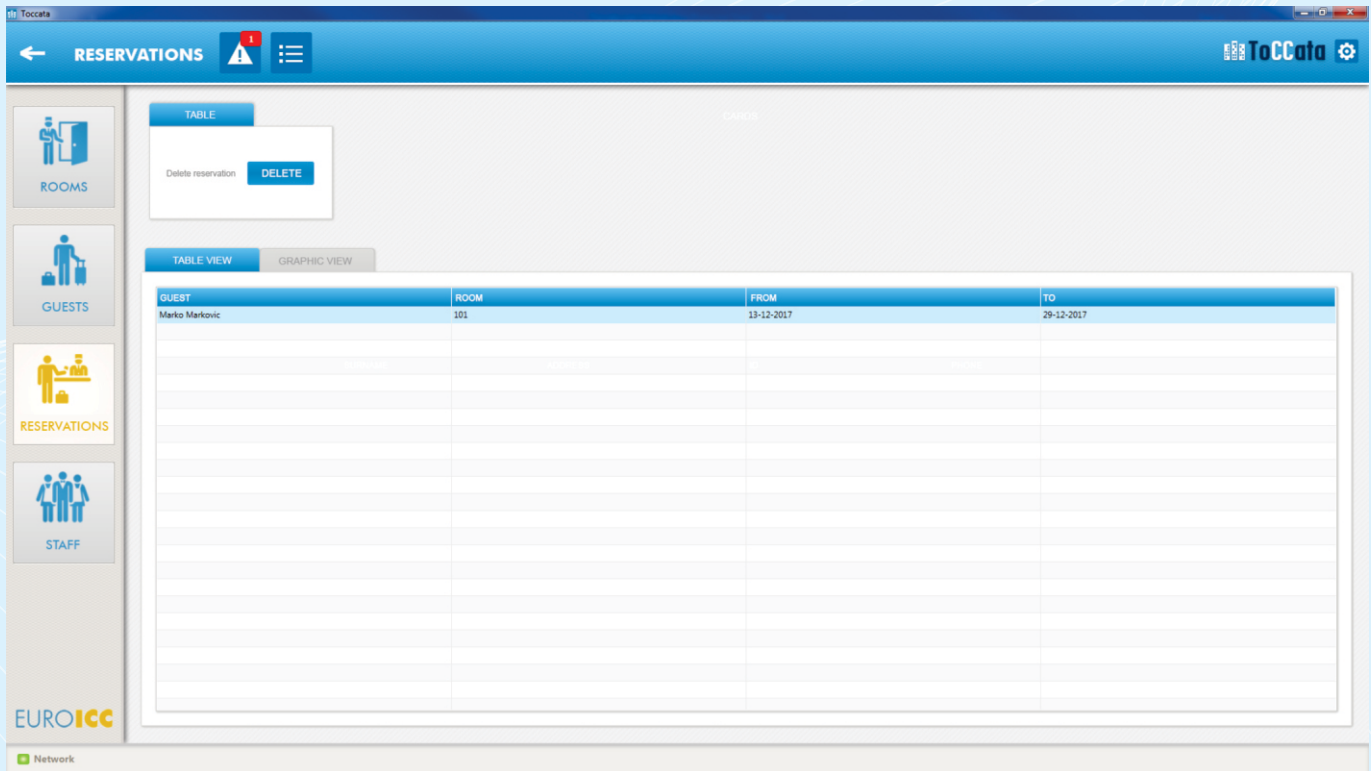 Toccata
RESERVATIONS
1
ToCCata
ROOMS
GUESTS
RESERVATIONS
STAFF
TABLE
CARDS
Delete reservation
DELETE
TABLE VIEW
GRAPHIC VIEW
GUEST ROOM FROM TO
Marko Markovic 101 13-12-2017 29-12-2017
EUROICC
Network